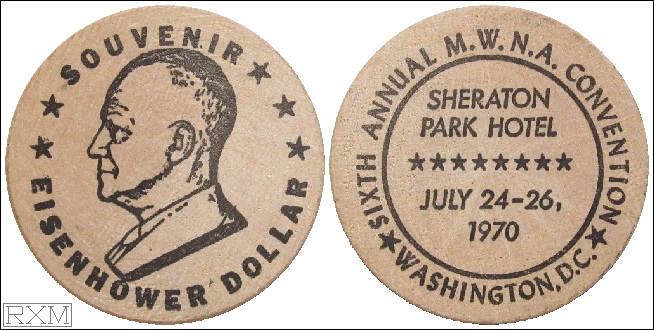 SOUVENIR
EISENHOWER DOLLAR
SIXTH ANNUAL M.W.N.A. CONVENTION
SHERATON
PARK HOTEL
JULY 24-26,
1970
WASHINGTON, D.C.
RXM